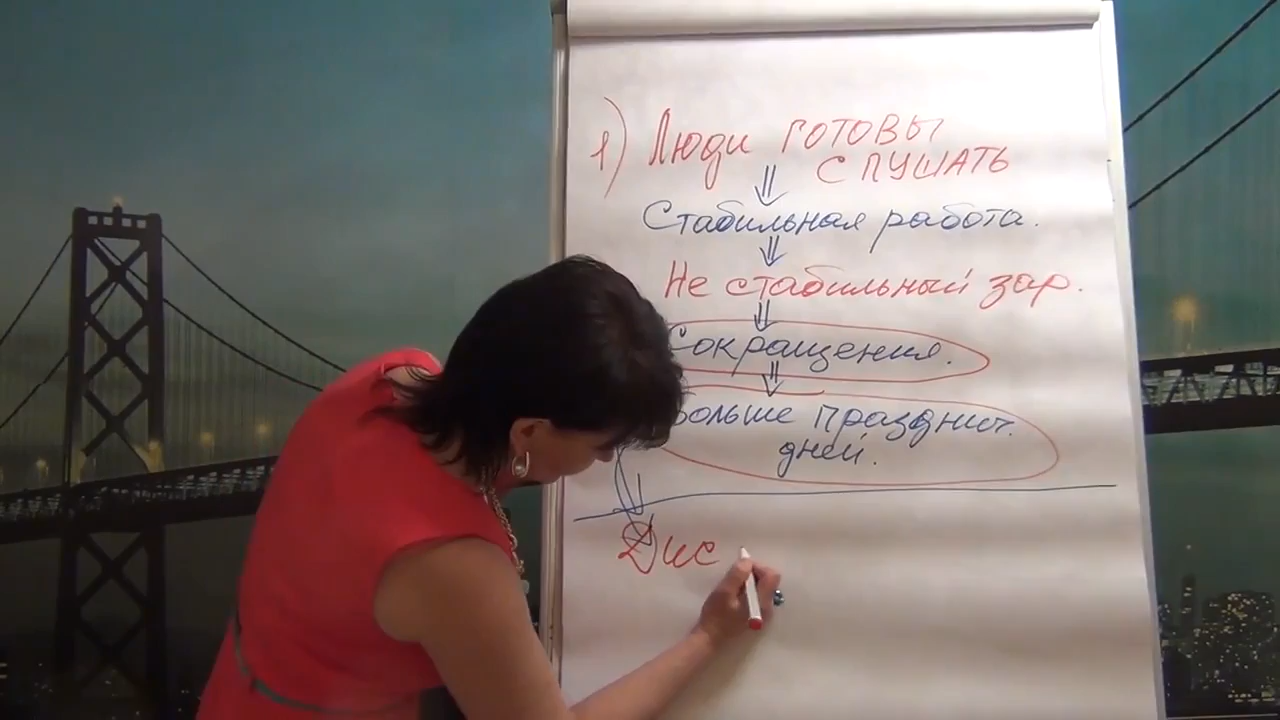 1) Люди готовы
слушать
Стабильная работа.
Не стабильный зар.
Сокращения.
Больше празднич.
дней.
Дис